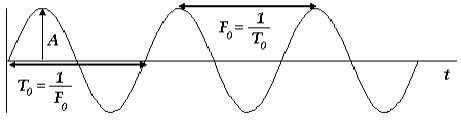 A
F₀ = 1/T₀
T₀ = 1/F₀
t